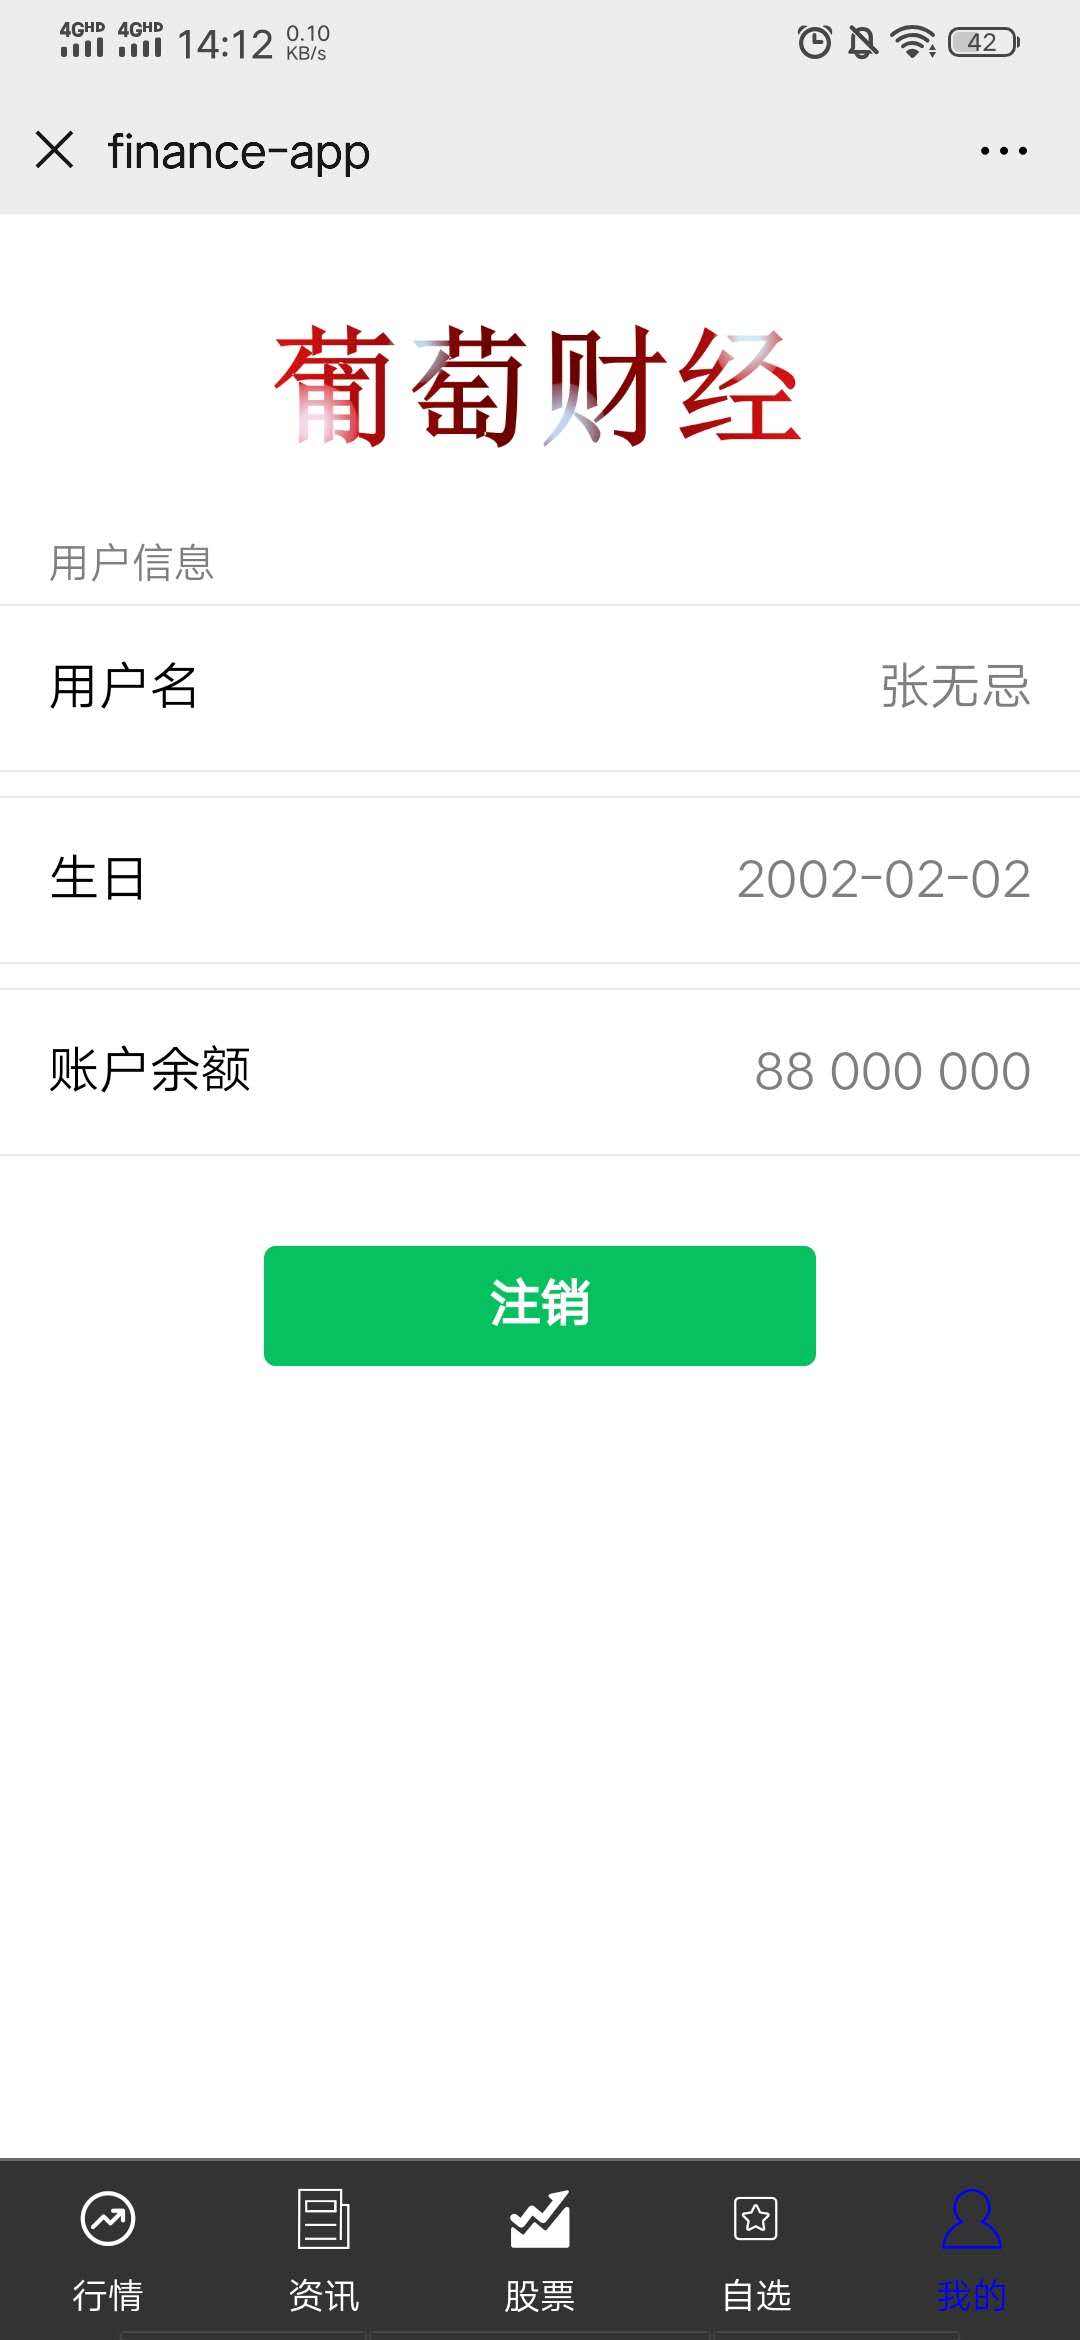 4GHD 4GHD 14:12 0.10 KB/s 42
finance-app
葡萄财经
用户信息
用户名 张无忌
生日 2002-02-02
账户余额 88 000 000
注销
行情 资讯 股票 自选 我的